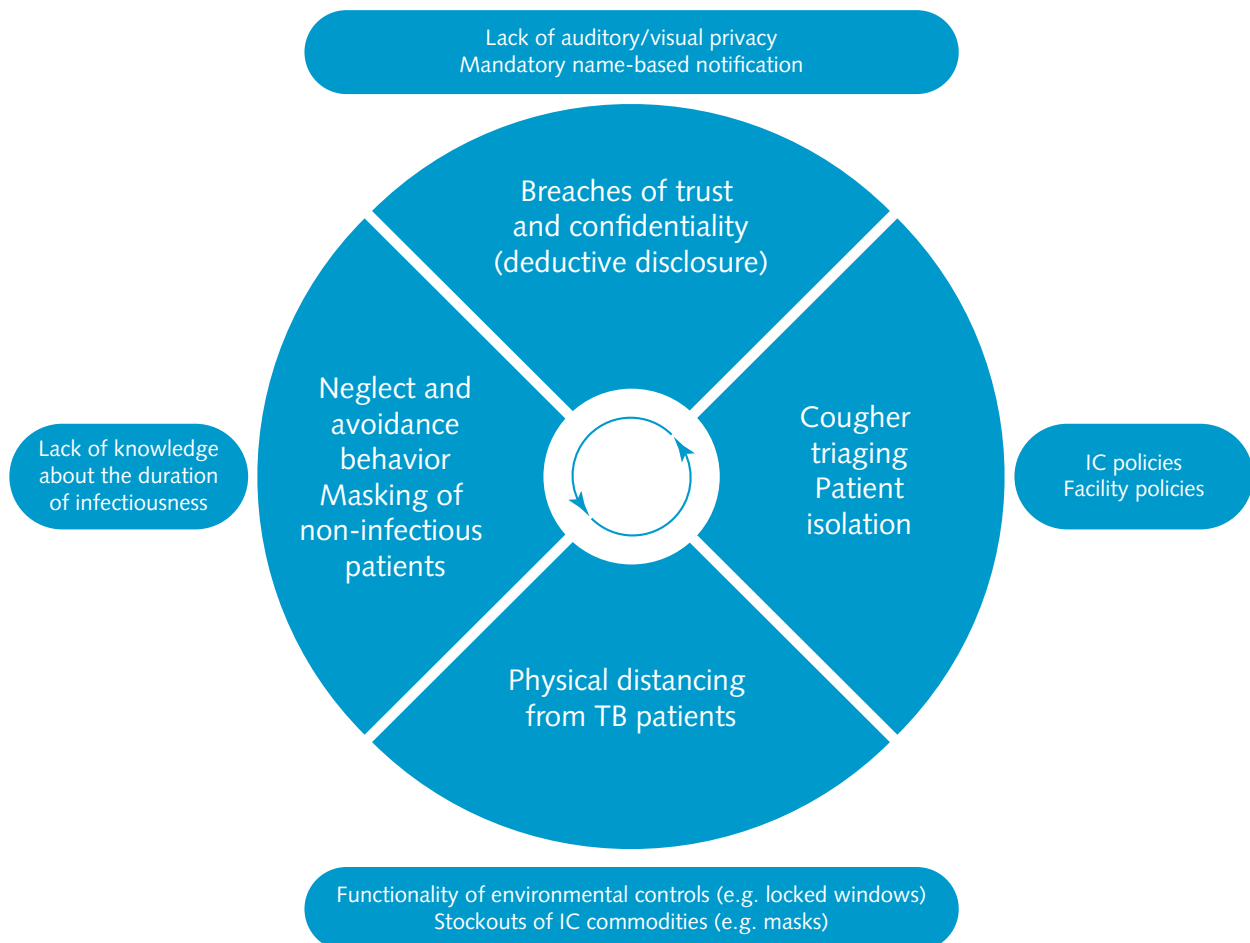 Lack of auditory/visual privacy
Mandatory name-based notification
Breaches of trust
and confidentiality
(deductive disclosure)
Neglect and
avoidance
behavior
Masking of
non-infectious
patients
Cougher
triaging
Patient
isolation
Lack of knowledge
about the duration
of infectiousness
IC policies
Facility policies
Physical distancing
from TB patients
Functionality of environmental controls (e.g. locked windows)
Stockouts of IC commodities (e.g. masks)